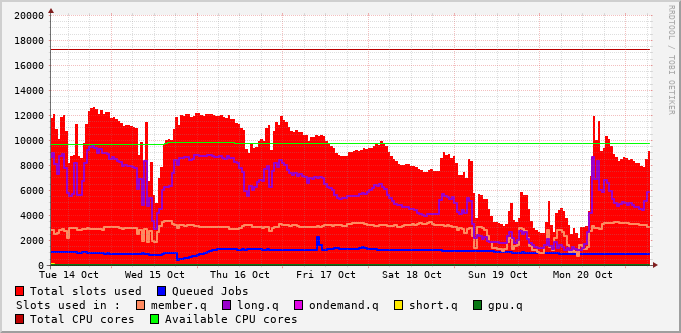 20000
18000
16000
14000
12000
10000
8000
6000
4000
2000
0
Tue 14 Oct Wed 15 Oct Thu 16 Oct Fri 17 Oct Sat 18 Oct Sun 19 Oct Mon 20 Oct
Total slots used Queued Jobs
Slots used in : member.q long.q ondemand.q short.q gpu.q
Total CPU cores Available CPU cores
RRDTOOL / TOBI OETIKER